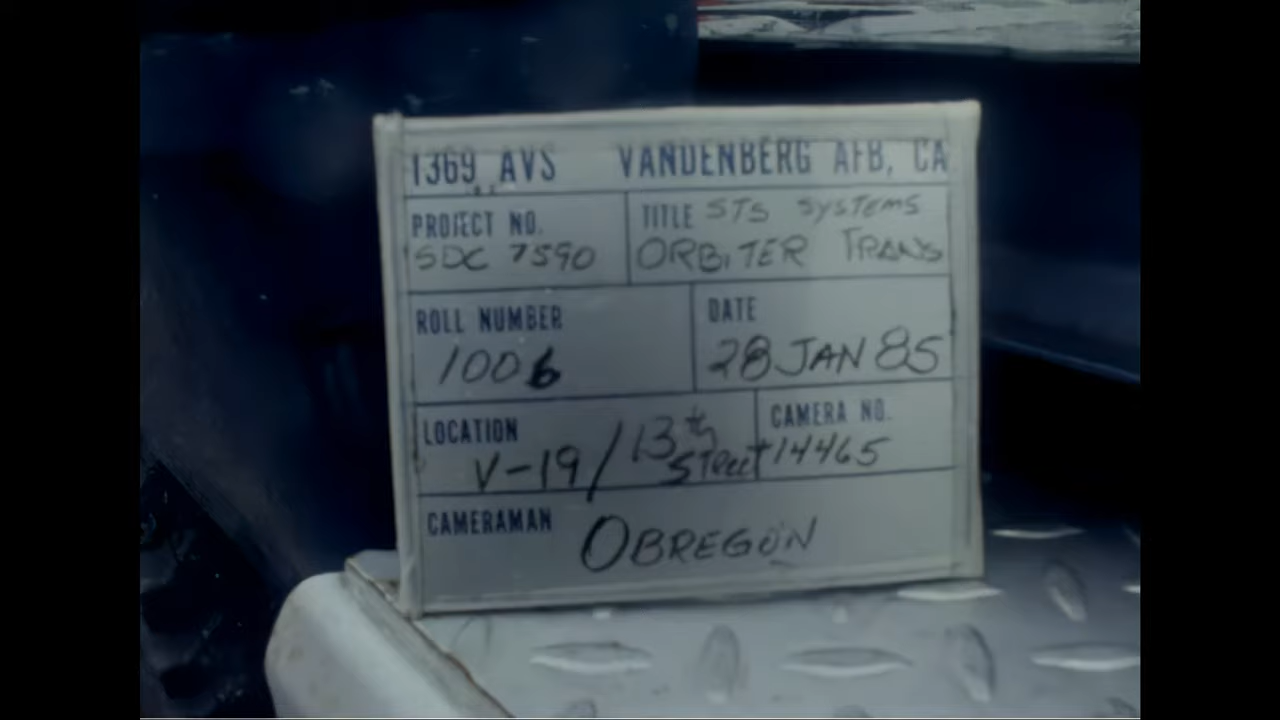 1369 AVS VANDENBERG AFB, CA
PROJECT NO.
SDC 7590
TITLE STS SYSTEMS
ORBITER TRANS
ROLL NUMBER
1006
DATE
28 JAN 85
LOCATION
V-19/13th Street
CAMERA NO.
14465
CAMERAMAN OBREGON